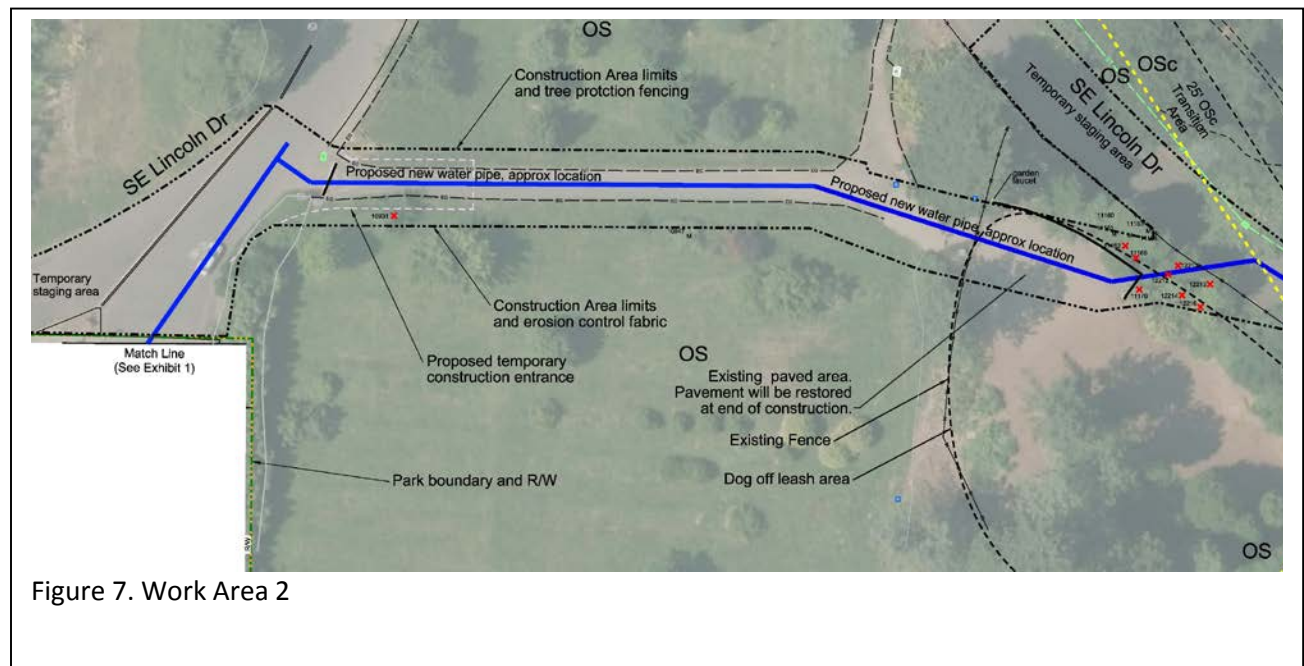 OS
Construction Area limits
and tree protction fencing
SE Lincoln Dr
Proposed new water pipe, approx location
10931
Temporary
staging area
Match Line
(See Exhibit 1)
Construction Area limits
and erosion control fabric
Proposed temporary
construction entrance
Park boundary and R/W
R/W
OS
Existing paved area.
Pavement will be restored
at end of construction.
Existing Fence
Dog off leash area
Proposed new water pipe, approx location
garden
faucet
OS
OSc
25' OSc
Transition
Area
SE Lincoln Dr
Temporary staging area
11160
11170
12214
OS
Figure 7. Work Area 2